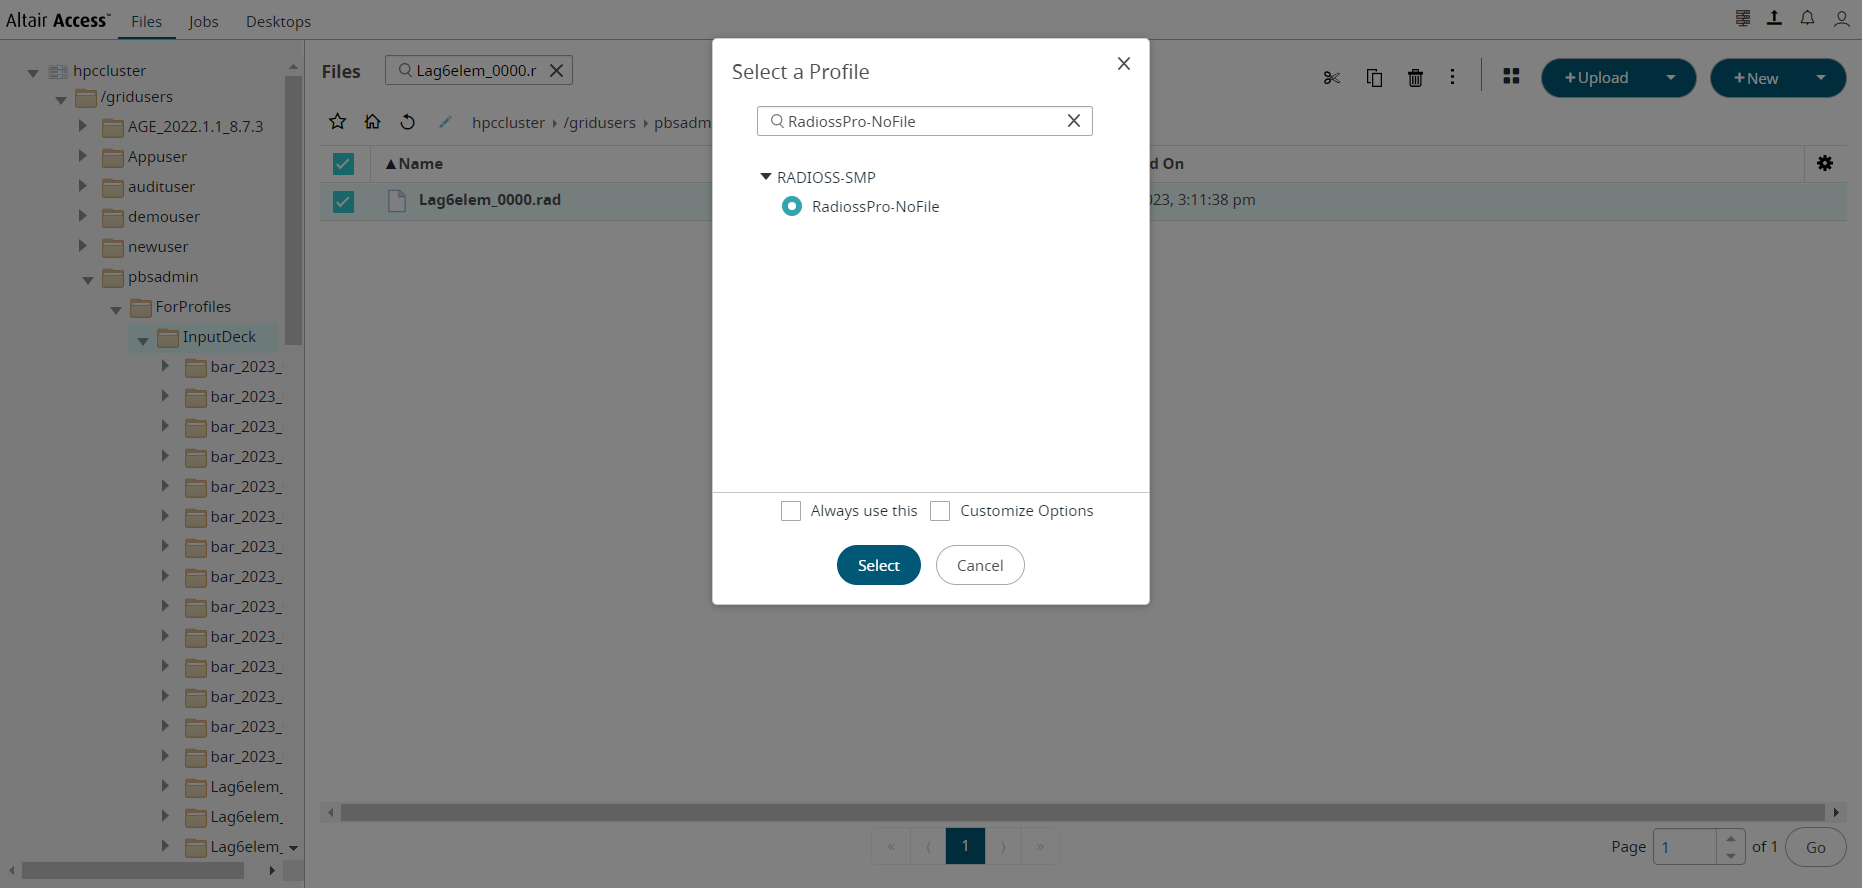 Altair Access™ Files Jobs Desktops
hpccluster
/gridusers
AGE_2022.1.1_8.7.3
Appuser
audituser
demouser
newuser
pbsadmin
ForProfiles
InputDeck
bar_2023_
bar_2023_
bar_2023_
bar_2023_
bar_2023_
bar_2023_
bar_2023_
bar_2023_
bar_2023_
bar_2023_
bar_2023_
bar_2023_
bar_2023_
bar_2023_
Lag6elem_
Lag6elem_
Lag6elem_
Files Lag6elem_0000.r
+Upload +New
hpccluster › /gridusers › pbsadm
Name d On
Lag6elem_0000.rad 023, 3:11:38 pm
Select a Profile
RadiossPro-NoFile
RADIOSS-SMP
RadiossPro-NoFile
Always use this Customize Options
Select Cancel
« ⟨ 1 ⟩ »
Page 1 of 1 Go